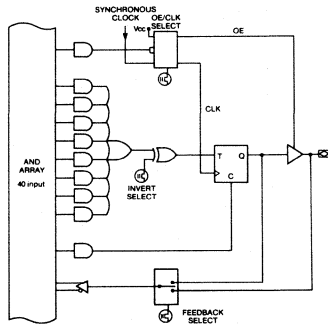 SYNCHRONOUS
CLOCK
OE/CLK
SELECT
Vcc
OE
CLK
AND
ARRAY
40 input
INVERT
SELECT
T
Q
C
FEEDBACK
SELECT